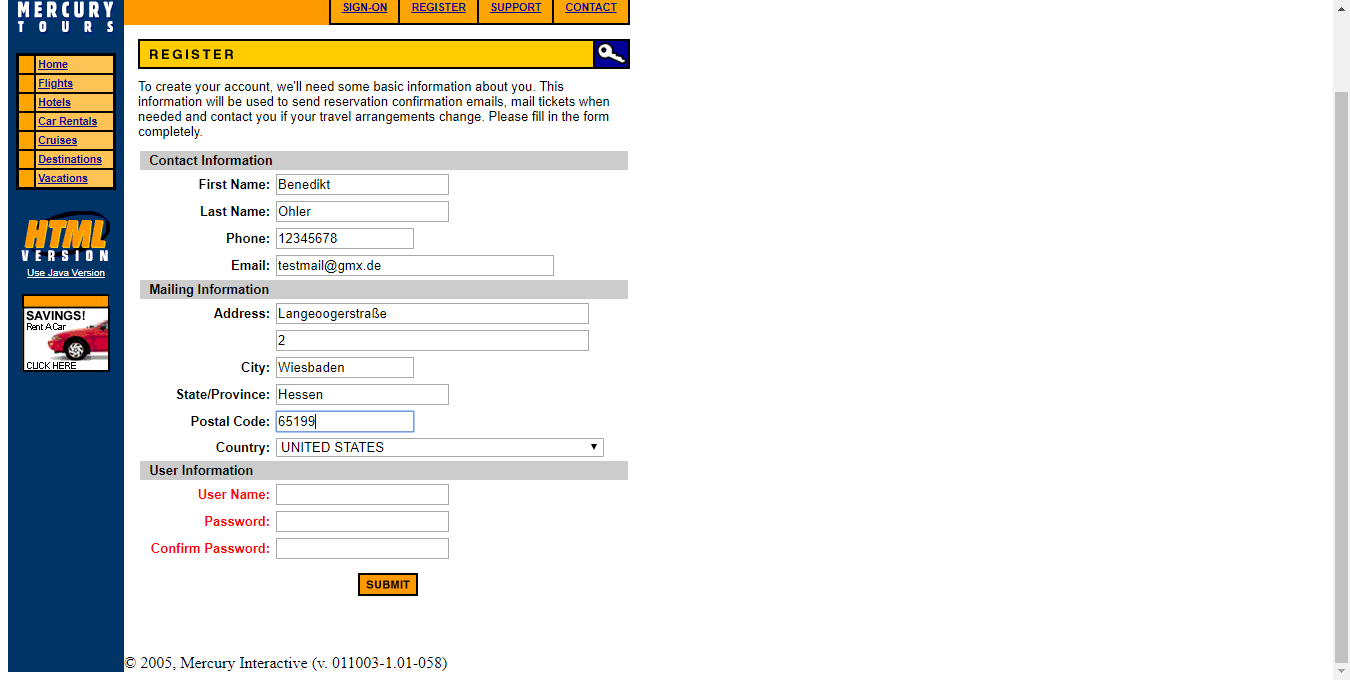 MERCURY
TOURS
SIGN-ON REGISTER SUPPORT CONTACT
Home
Flights
Hotels
Car Rentals
Cruises
Destinations
Vacations
HTML
VERSION
Use Java Version
SAVINGS!
Rent A Car
CLICK HERE
REGISTER
To create your account, we'll need some basic information about you. This
information will be used to send reservation confirmation emails, mail tickets when
needed and contact you if your travel arrangements change. Please fill in the form
completely.
Contact Information
First Name: Benedikt
Last Name: Ohler
Phone: 12345678
Email: testmail@gmx.de
Mailing Information
Address: Langeoogerstraße
2
City: Wiesbaden
State/Province: Hessen
Postal Code: 65199
Country: UNITED STATES
User Information
User Name:
Password:
Confirm Password:
SUBMIT
© 2005, Mercury Interactive (v. 011003-1.01-058)